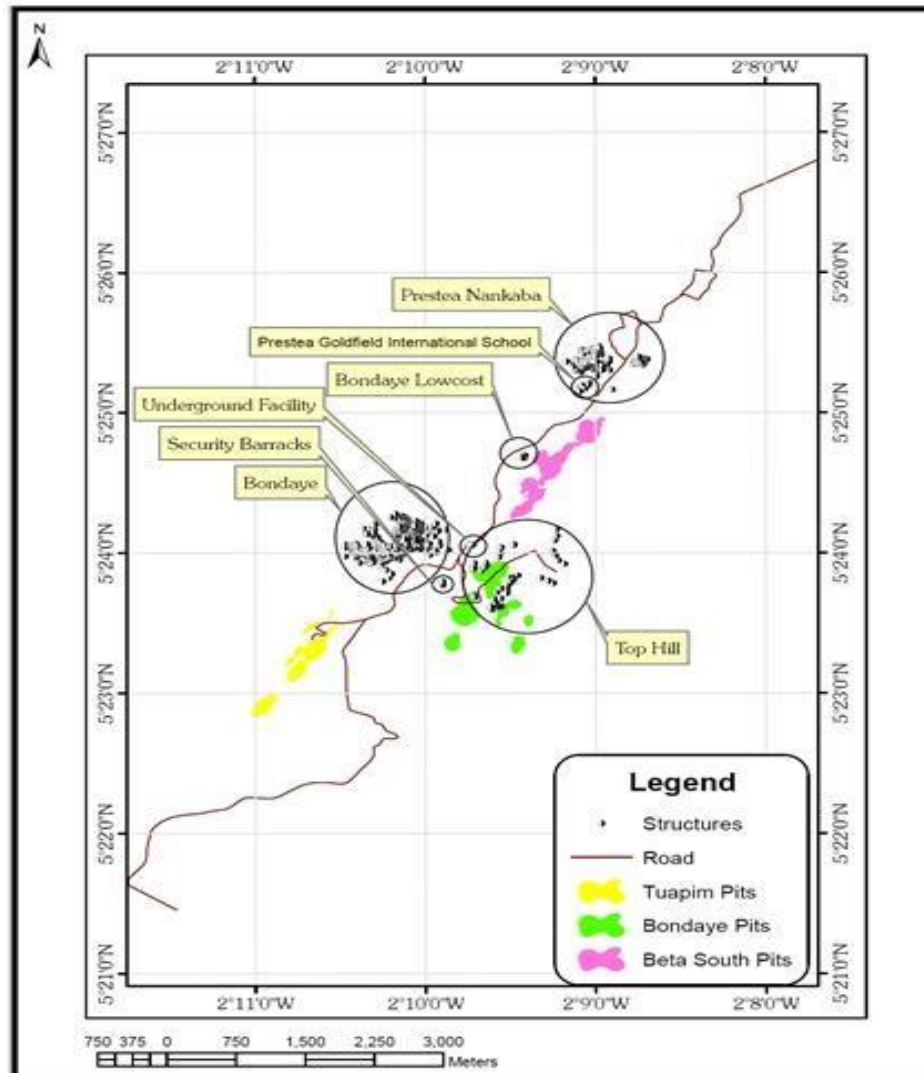 N
2°11'0"W 2°10'0"W 2°9'0"W 2°8'0"W
5°27'0"N 5°27'0"N
5°26'0"N 5°26'0"N
Prestea Nankaba
Prestea Goldfield International School
Bondaye Lowcost
5°25'0"N 5°25'0"N
Underground Facility
Security Barracks
Bondaye
5°24'0"N 5°24'0"N
Top Hill
5°23'0"N 5°23'0"N
Legend
Structures
5°22'0"N 5°22'0"N
Road
Tuapim Pits
Bondaye Pits
Beta South Pits
5°21'0"N 5°21'0"N
2°11'0"W 2°10'0"W 2°9'0"W 2°8'0"W
750 375 0 750 1,500 2,250 3,000
Meters